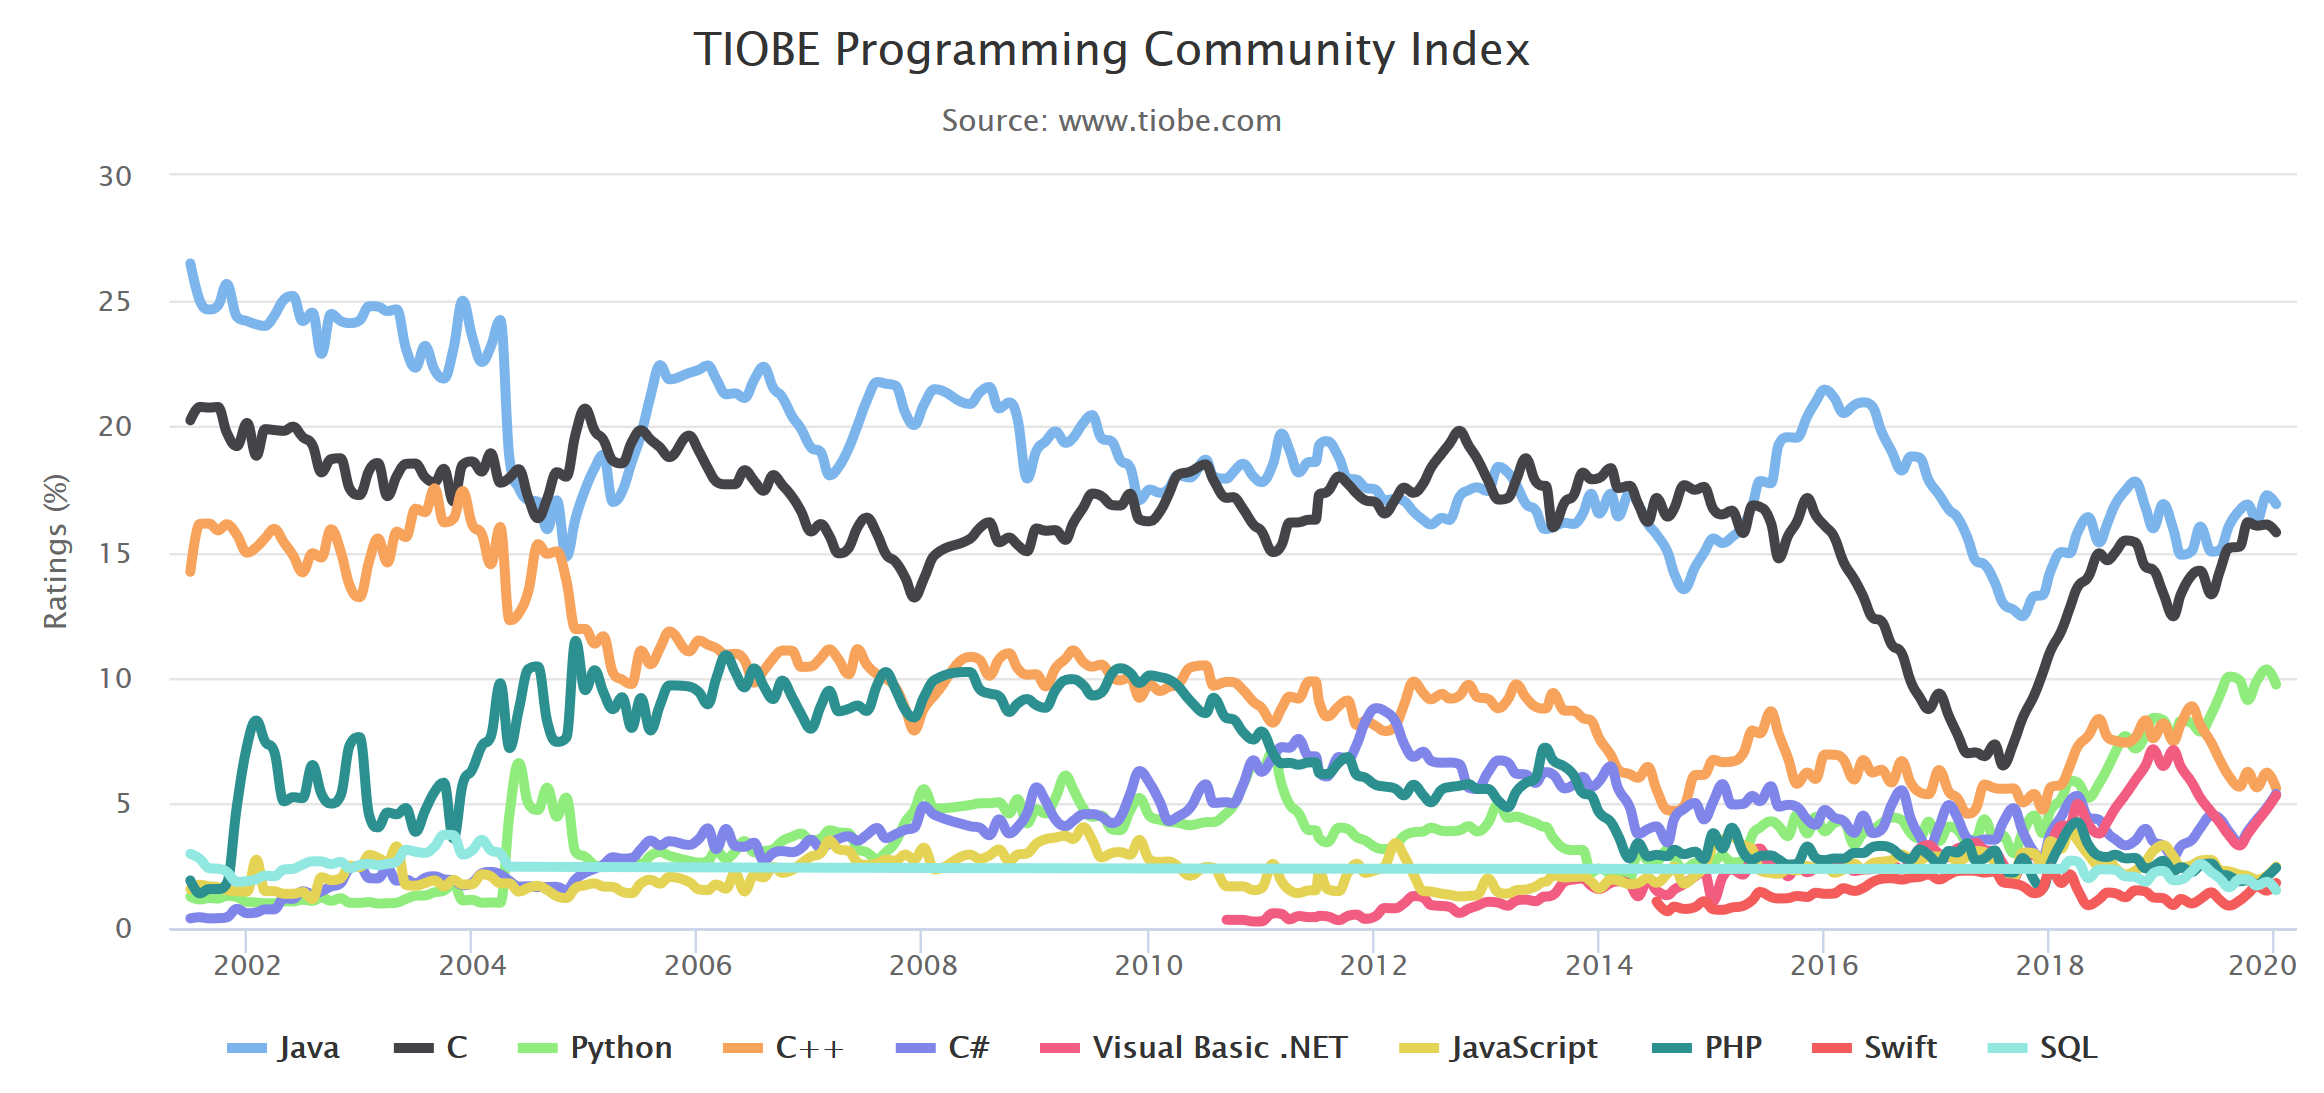 TIOBE Programming Community Index
Source: www.tiobe.com
Ratings (%)
30
25
20
15
10
5
0
2002 2004 2006 2008 2010 2012 2014 2016 2018 2020
Java C Python C++ C# Visual Basic .NET JavaScript PHP Swift SQL